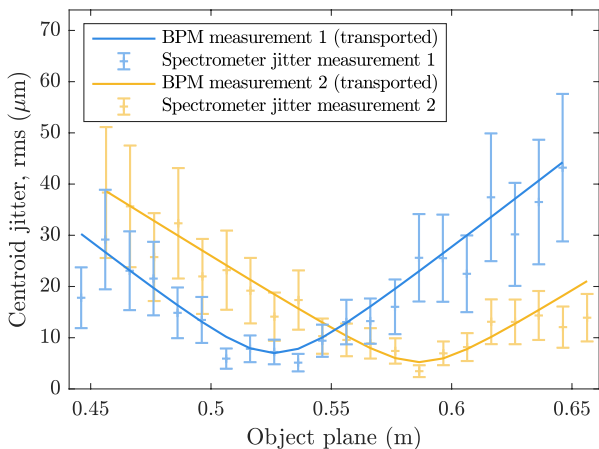 Centroid jitter, rms (μm)
70
60
50
40
30
20
10
0
BPM measurement 1 (transported)
Spectrometer jitter measurement 1
BPM measurement 2 (transported)
Spectrometer jitter measurement 2
0.45 0.5 0.55 0.6 0.65
Object plane (m)